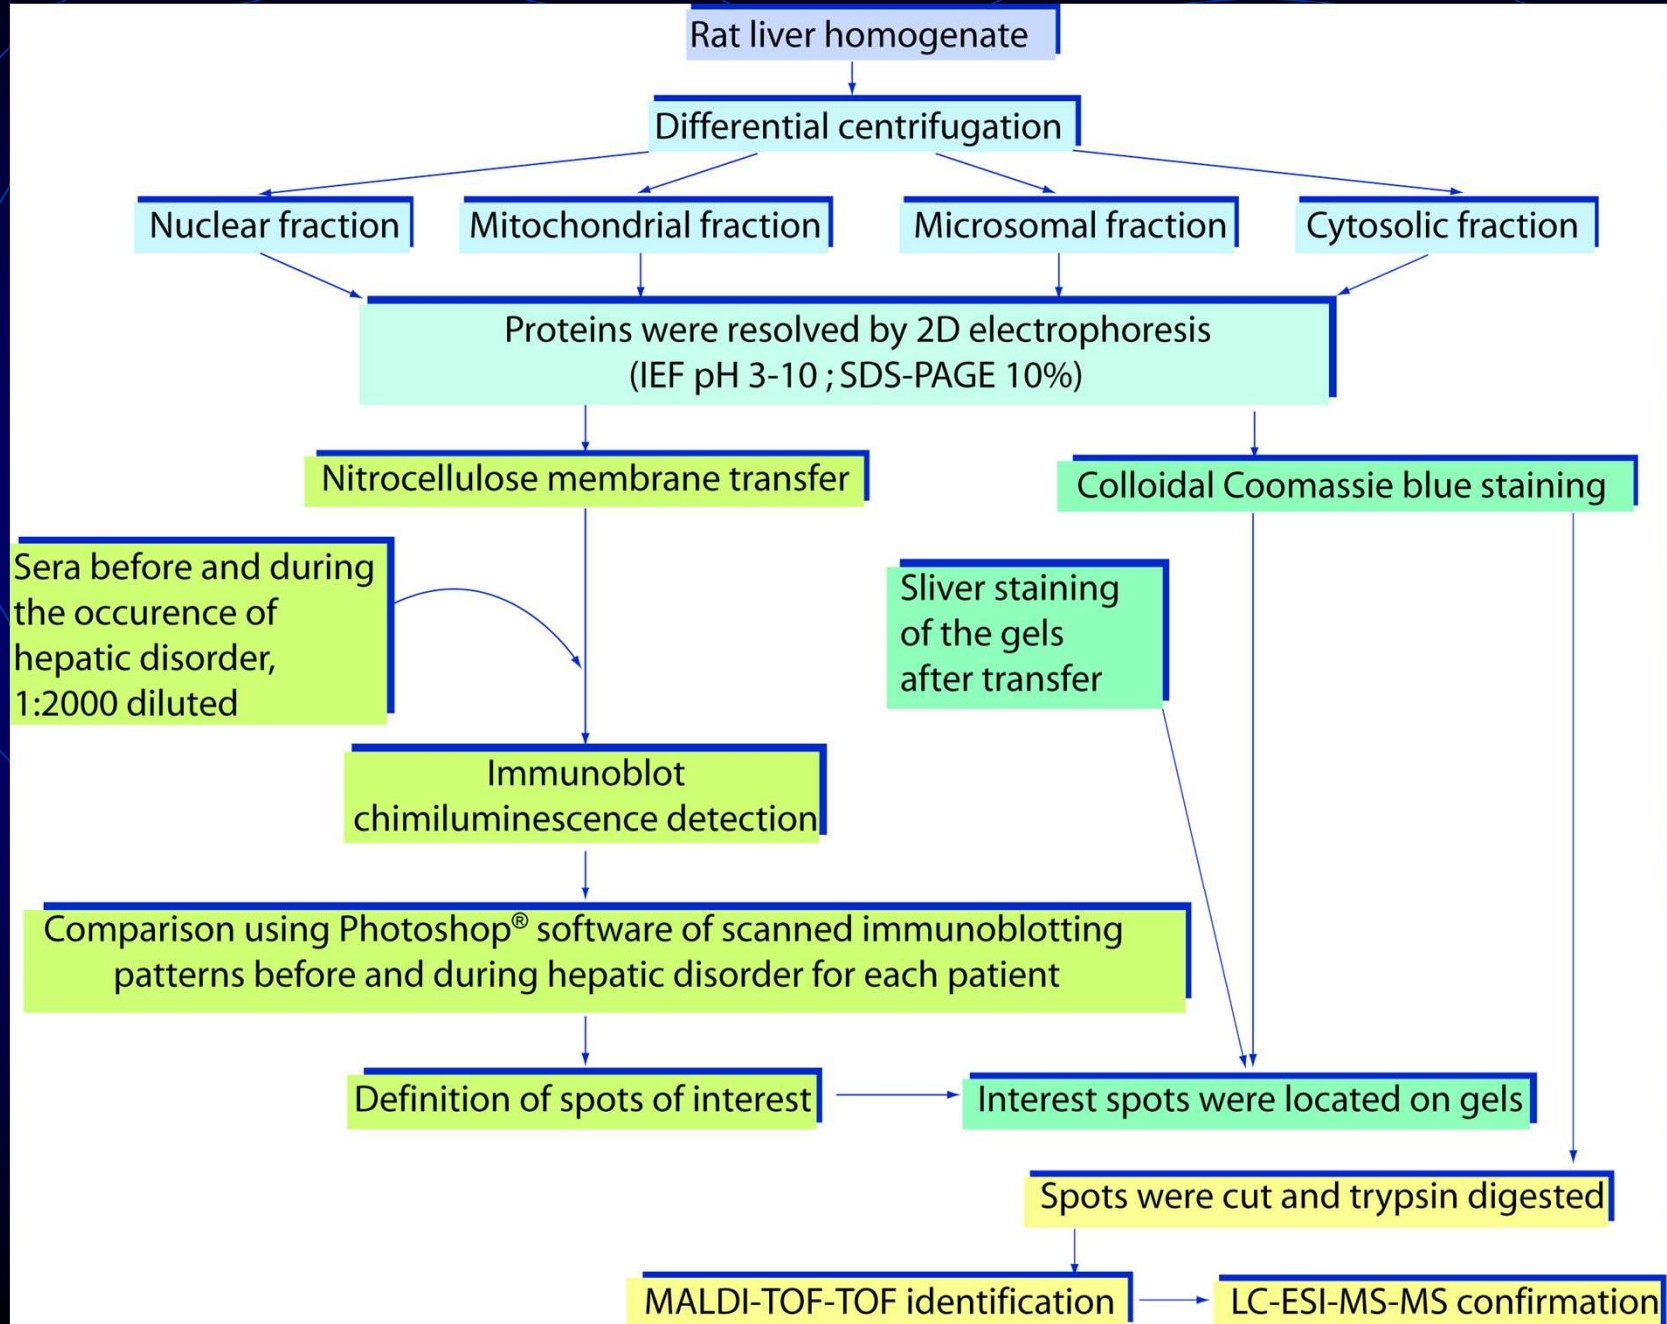 Rat liver homogenate
Differential centrifugation
Nuclear fraction
Mitochondrial fraction
Microsomal fraction
Cytosolic fraction
Proteins were resolved by 2D electrophoresis
(IEF pH 3-10 ; SDS-PAGE 10%)
Nitrocellulose membrane transfer
Colloidal Coomassie blue staining
Sera before and during
the occurence of
hepatic disorder,
1:2000 diluted
Sliver staining
of the gels
after transfer
Immunoblot
chimiluminescence detection
Comparison using Photoshop® software of scanned immunoblotting
patterns before and during hepatic disorder for each patient
Definition of spots of interest
Interest spots were located on gels
Spots were cut and trypsin digested
MALDI-TOF-TOF identification
LC-ESI-MS-MS confirmation